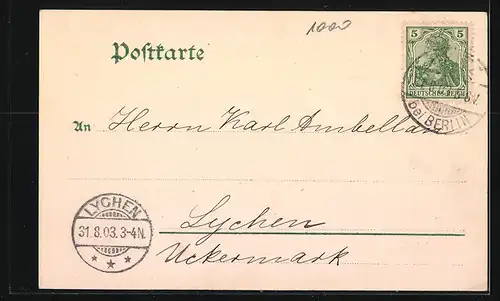 1000
Postkarte
5 5
DEUTSCHES REICH
bei BERLIN
An Herrn Karl Ambellan
LYCHEN
31.8.03.3-4N.
* * *
Lychen
Uckermark